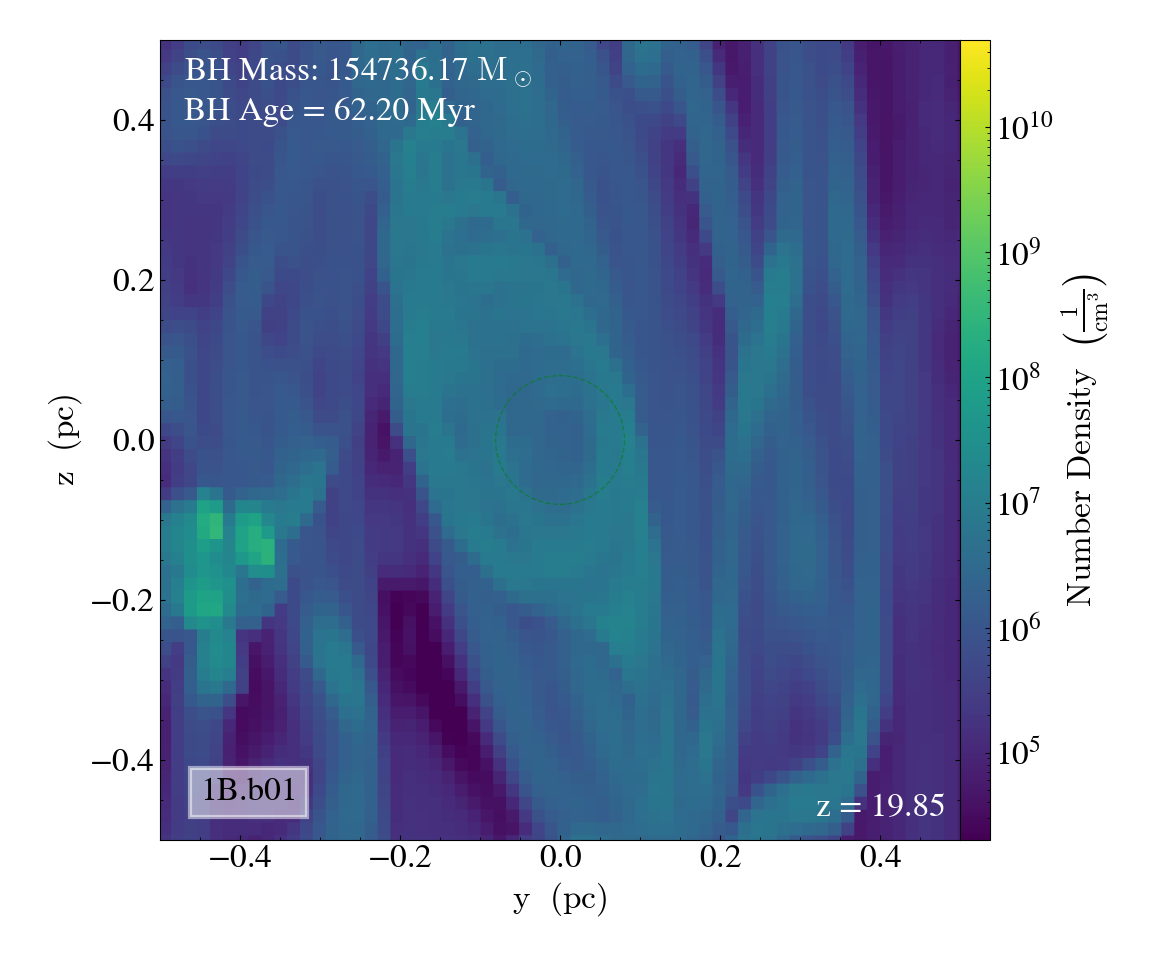 BH Mass: 154736.17 M⊙
BH Age = 62.20 Myr
0.4
0.2
0.0
−0.2
−0.4
z (pc)
1B.b01
z = 19.85
−0.4 −0.2 0.0 0.2 0.4
y (pc)
10¹⁰
10⁹
10⁸
10⁷
10⁶
10⁵
Number Density (1/cm³)